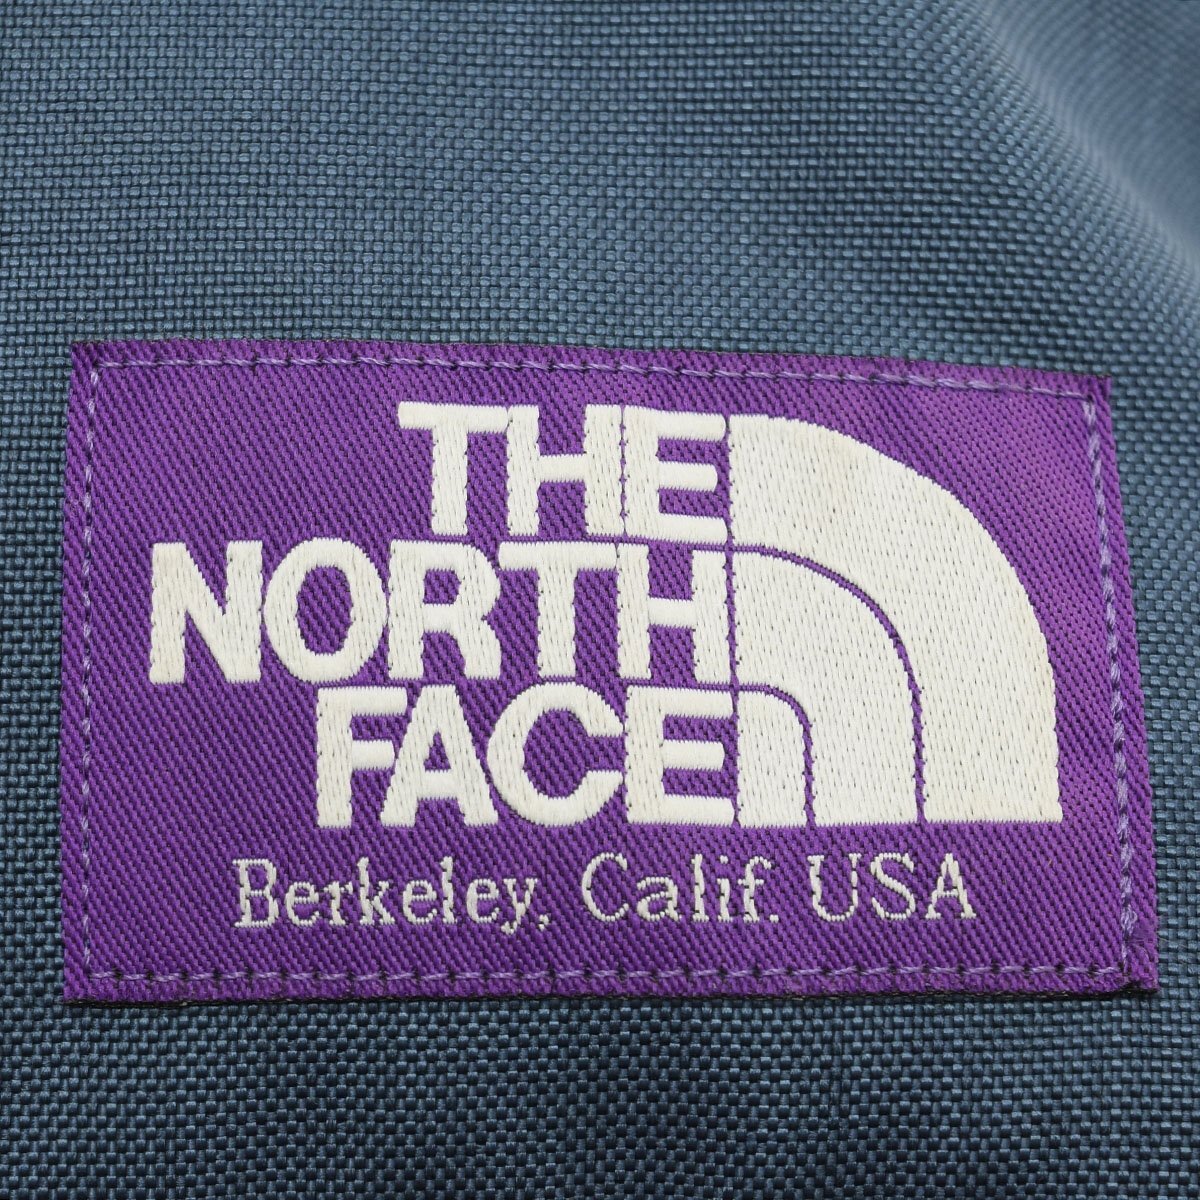 THE
NORTH
FACE
Berkeley, Calif. USA